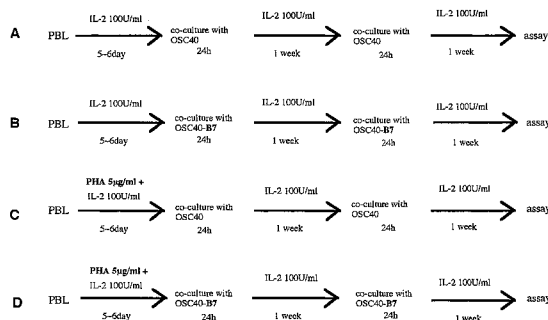 IL-2 100U/ml co-culture with IL-2 100U/ml co-culture with IL-2 100U/ml
A PBL OSC40 OSC40 assay
5~6day 24h 1 week 24h 1 week
IL-2 100U/ml IL-2 100U/ml IL-2 100U/ml
B PBL co-culture with co-culture with assay
5~6day OSC40-B7 1 week OSC40-B7 1 week
24h 24h
PHA 5μg/ml +
IL-2 100U/ml IL-2 100U/ml IL-2 100U/ml
C PBL co-culture with co-culture with assay
OSC40 OSC40
5~6day 24h 1 week 24h 1 week
PHA 5μg/ml +
IL-2 100U/ml IL-2 100U/ml IL-2 100U/ml
D PBL co-culture with co-culture with assay
OSC40-B7 OSC40-B7
5~6day 24h 1 week 24h 1 week